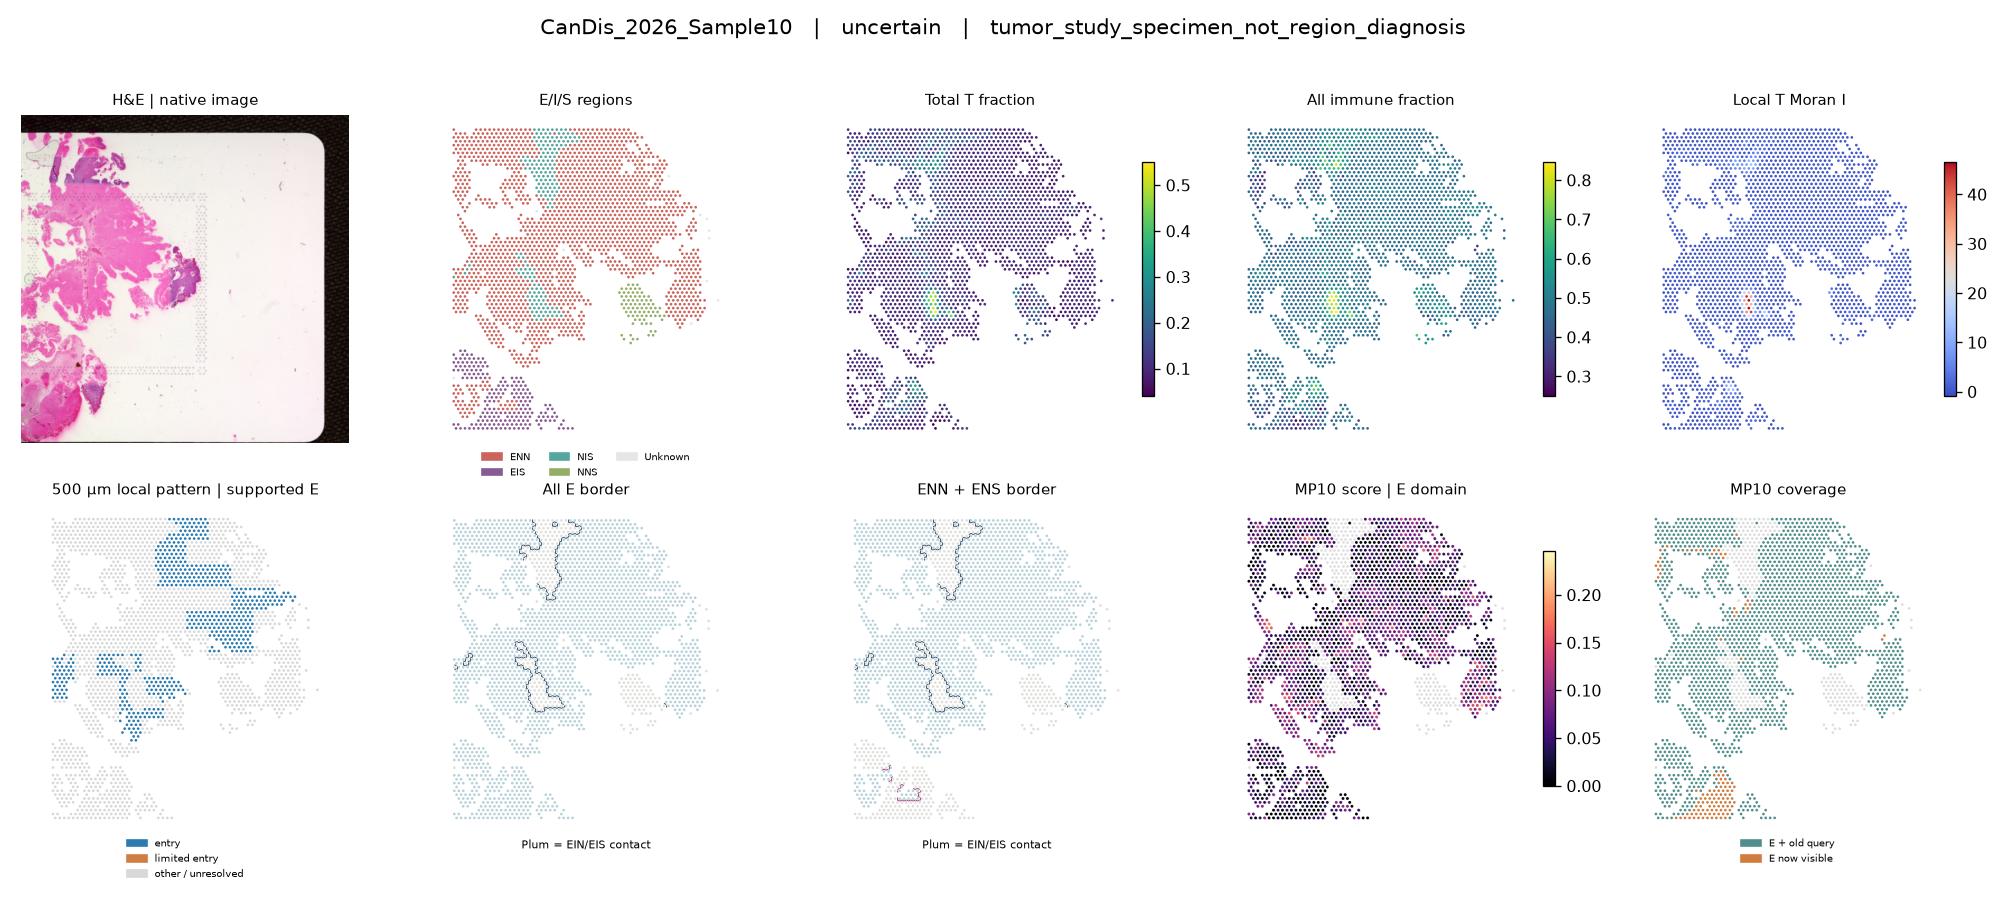 CanDis_2026_Sample10 | uncertain | tumor_study_specimen_not_region_diagnosis
H&E | native image
E/I/S regions
Total T fraction
All immune fraction
Local T Moran I
0.5
0.4
0.3
0.2
0.1
0.8
0.7
0.6
0.5
0.4
0.3
40
30
20
10
0
ENN
NIS
Unknown
EIS
NNS
500 µm local pattern | supported E
All E border
ENN + ENS border
MP10 score | E domain
MP10 coverage
0.20
0.15
0.10
0.05
0.00
entry
limited entry
other / unresolved
Plum = EIN/EIS contact
Plum = EIN/EIS contact
E + old query
E now visible